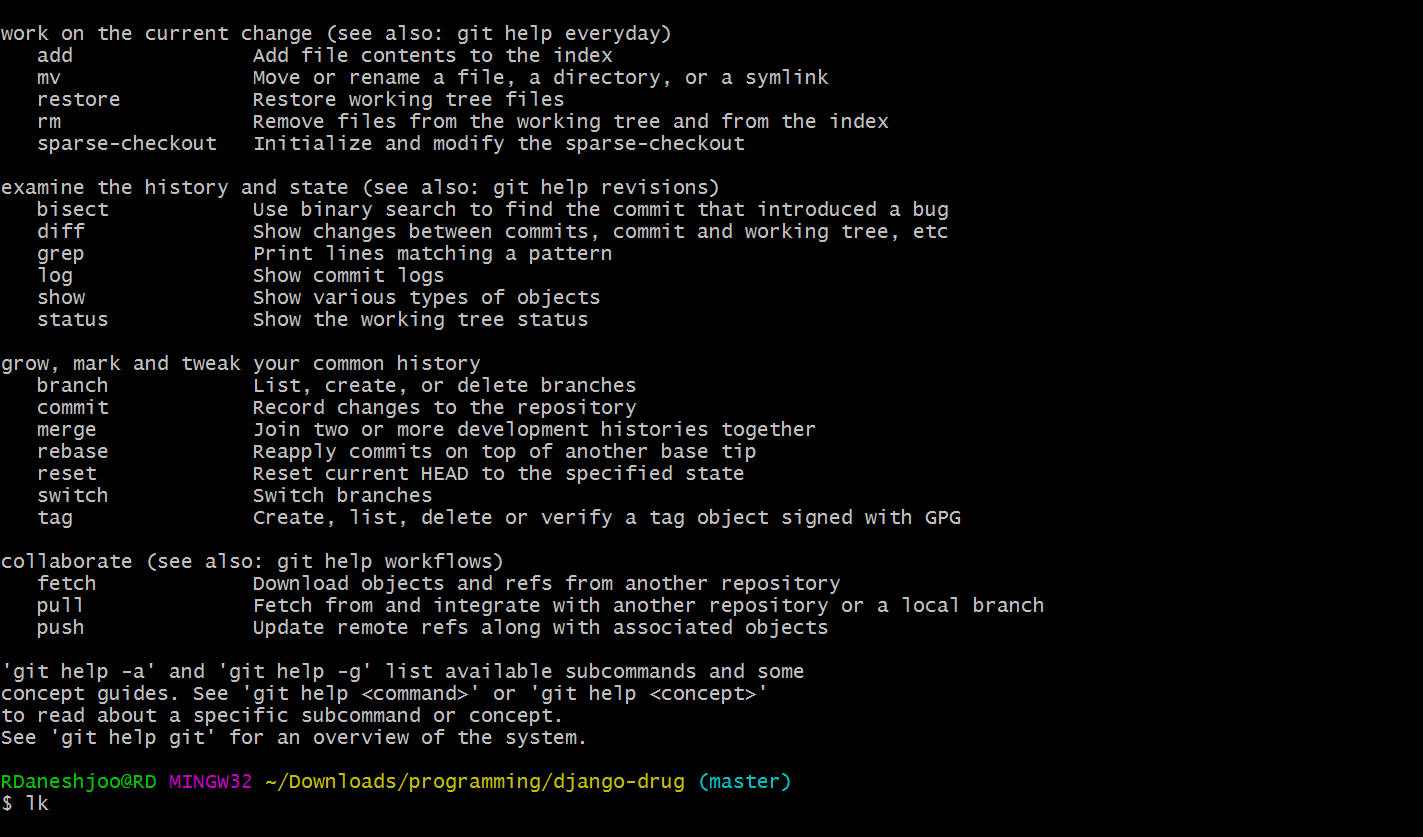 work on the current change (see also: git help everyday)
   add               Add file contents to the index
   mv                Move or rename a file, a directory, or a symlink
   restore           Restore working tree files
   rm                Remove files from the working tree and from the index
   sparse-checkout   Initialize and modify the sparse-checkout

examine the history and state (see also: git help revisions)
   bisect            Use binary search to find the commit that introduced a bug
   diff              Show changes between commits, commit and working tree, etc
   grep              Print lines matching a pattern
   log               Show commit logs
   show              Show various types of objects
   status            Show the working tree status

grow, mark and tweak your common history
   branch            List, create, or delete branches
   commit            Record changes to the repository
   merge             Join two or more development histories together
   rebase            Reapply commits on top of another base tip
   reset             Reset current HEAD to the specified state
   switch            Switch branches
   tag               Create, list, delete or verify a tag object signed with GPG

collaborate (see also: git help workflows)
   fetch             Download objects and refs from another repository
   pull              Fetch from and integrate with another repository or a local branch
   push              Update remote refs along with associated objects

'git help -a' and 'git help -g' list available subcommands and some
concept guides. See 'git help <command>' or 'git help <concept>'
to read about a specific subcommand or concept.
See 'git help git' for an overview of the system.

RDaneshjoo@RD MINGW32 ~/Downloads/programming/django-drug (master)
$ lk